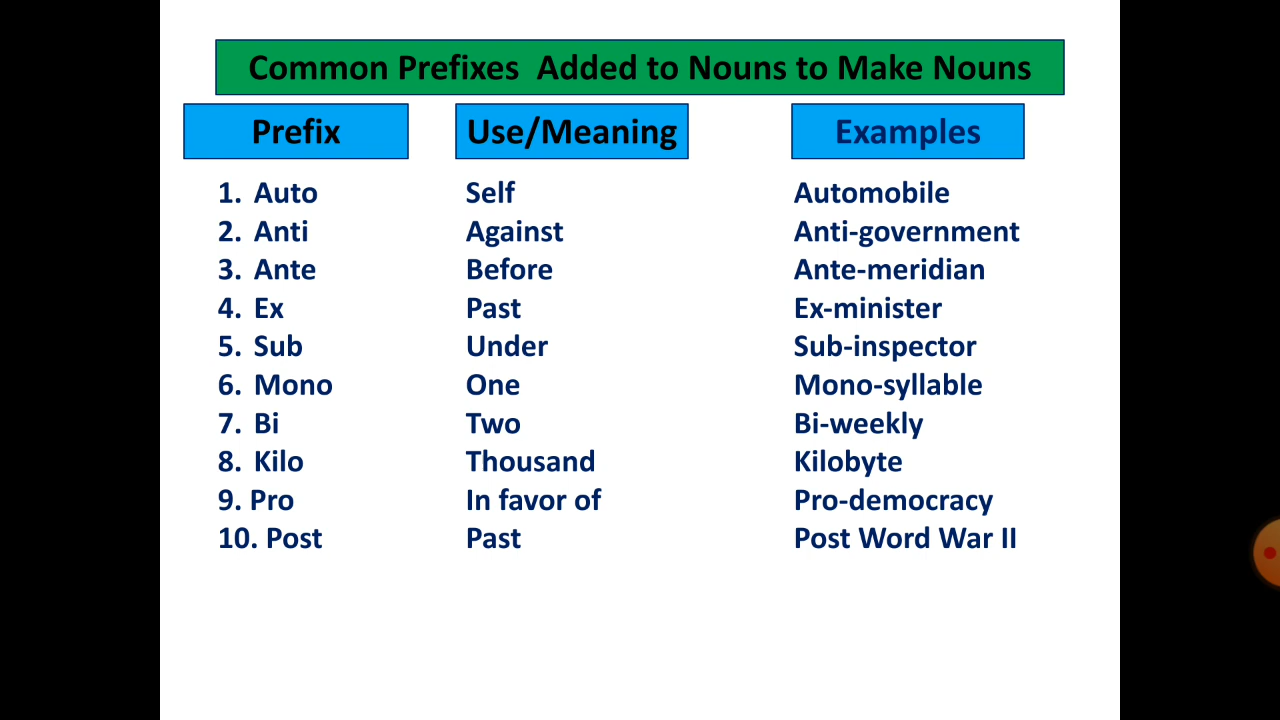 Common Prefixes Added to Nouns to Make Nouns
Prefix Use/Meaning Examples
1. Auto Self Automobile
2. Anti Against Anti-government
3. Ante Before Ante-meridian
4. Ex Past Ex-minister
5. Sub Under Sub-inspector
6. Mono One Mono-syllable
7. Bi Two Bi-weekly
8. Kilo Thousand Kilobyte
9. Pro In favor of Pro-democracy
10. Post Past Post Word War II